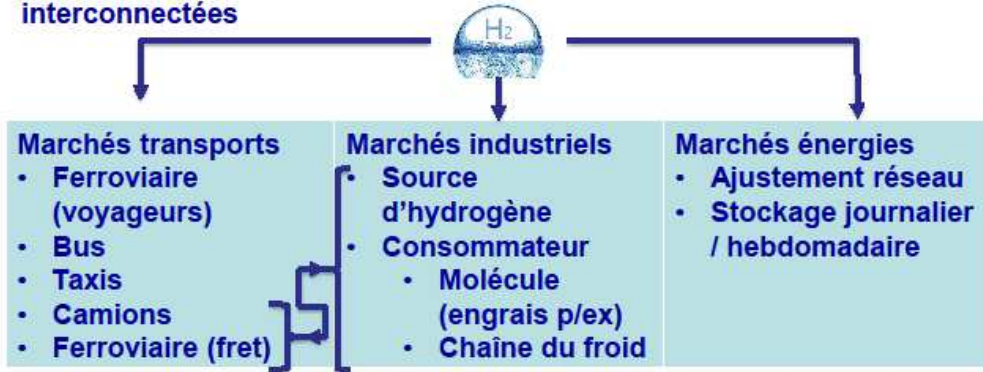 interconnectées
H2
Marchés transports
• Ferroviaire
(voyageurs)
• Bus
• Taxis
• Camions
• Ferroviaire (fret)
Marchés industriels
• Source
d'hydrogène
• Consommateur
• Molécule
(engrais p/ex)
• Chaîne du froid
Marchés énergies
• Ajustement réseau
• Stockage journalier
/ hebdomadaire